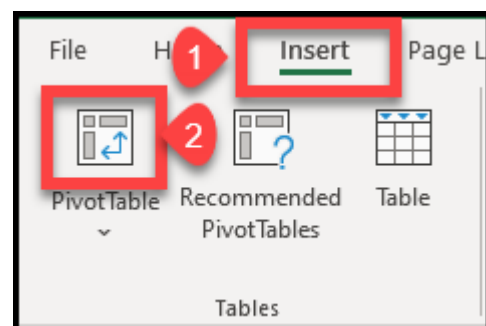 File H 1 Insert Page L
2
PivotTable Recommended Table
PivotTables
Tables